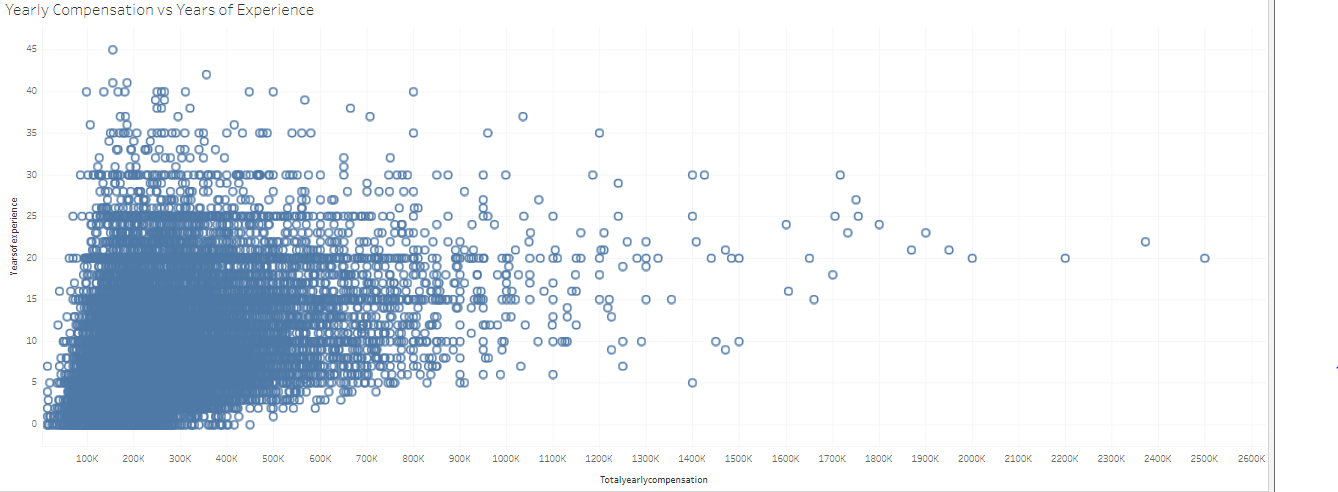 Yearly Compensation vs Years of Experience
45
40
35
30
25
20
15
10
5
0
Yearsofexperience
100K 200K 300K 400K 500K 600K 700K 800K 900K 1000K 1100K 1200K 1300K 1400K 1500K 1600K 1700K 1800K 1900K 2000K 2100K 2200K 2300K 2400K 2500K 2600K
Totalyearlycompensation